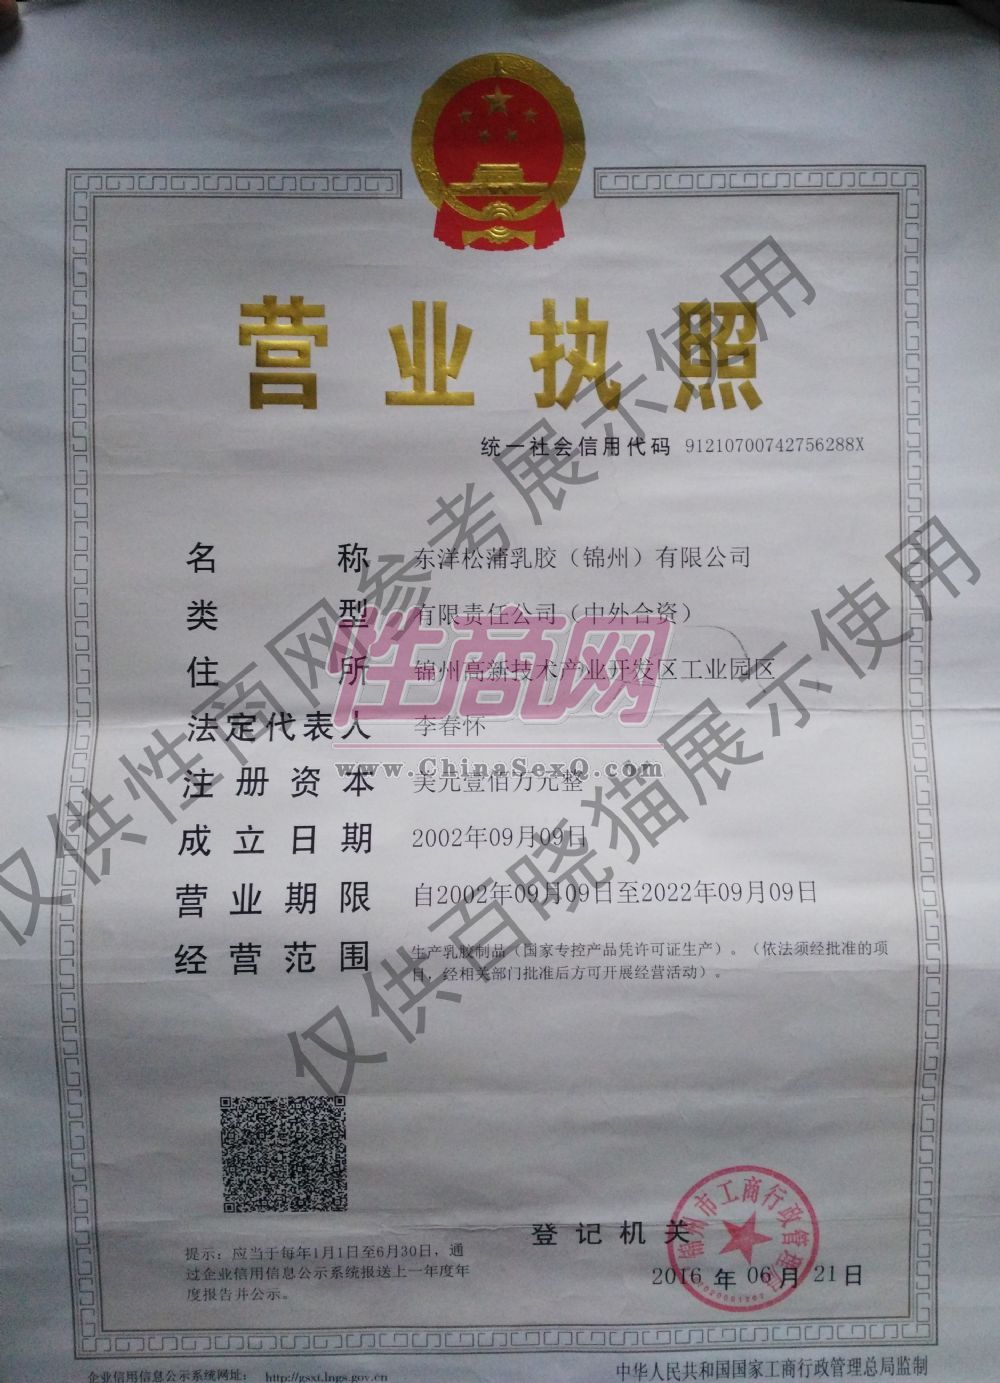 营业执照
统一社会信用代码 91210700742756288X
名称 东洋松蒲乳胶（锦州）有限公司
类型 有限责任公司（中外合资）
住所 锦州高新技术产业开发区工业园区
法定代表人 李春怀
注册资本 美元壹佰万元整
成立日期 2002年09月09日
营业期限 自2002年09月09日至2022年09月09日
经营范围 生产乳胶制品（国家专控产品凭许可证生产）。（依法须经批准的项
目，经相关部门批准后方可开展经营活动）。
仅供性商网参考展示使用
仅供百晓猫展示使用
性商网
www.ChinaSexQ.com
登记机关
锦州市工商行政管理局
2016年06月21日
提示：应当于每年1月1日至6月30日，通
过企业信用信息公示系统报送上一年度年
度报告并公示。
企业信用信息公示系统网址： http://gsxt.lngs.gov.cn
中华人民共和国国家工商行政管理总局监制